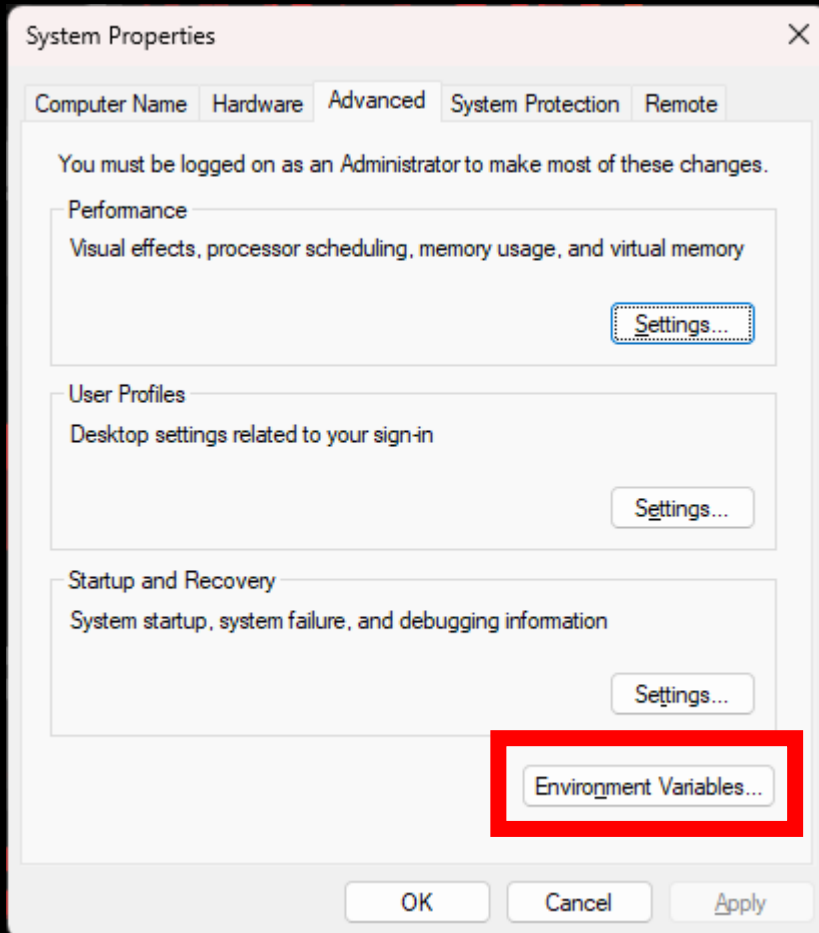 System Properties
Computer Name Hardware Advanced System Protection Remote
You must be logged on as an Administrator to make most of these changes.
Performance
Visual effects, processor scheduling, memory usage, and virtual memory
Settings...
User Profiles
Desktop settings related to your sign-in
Settings...
Startup and Recovery
System startup, system failure, and debugging information
Settings...
Environment Variables...
OK Cancel Apply